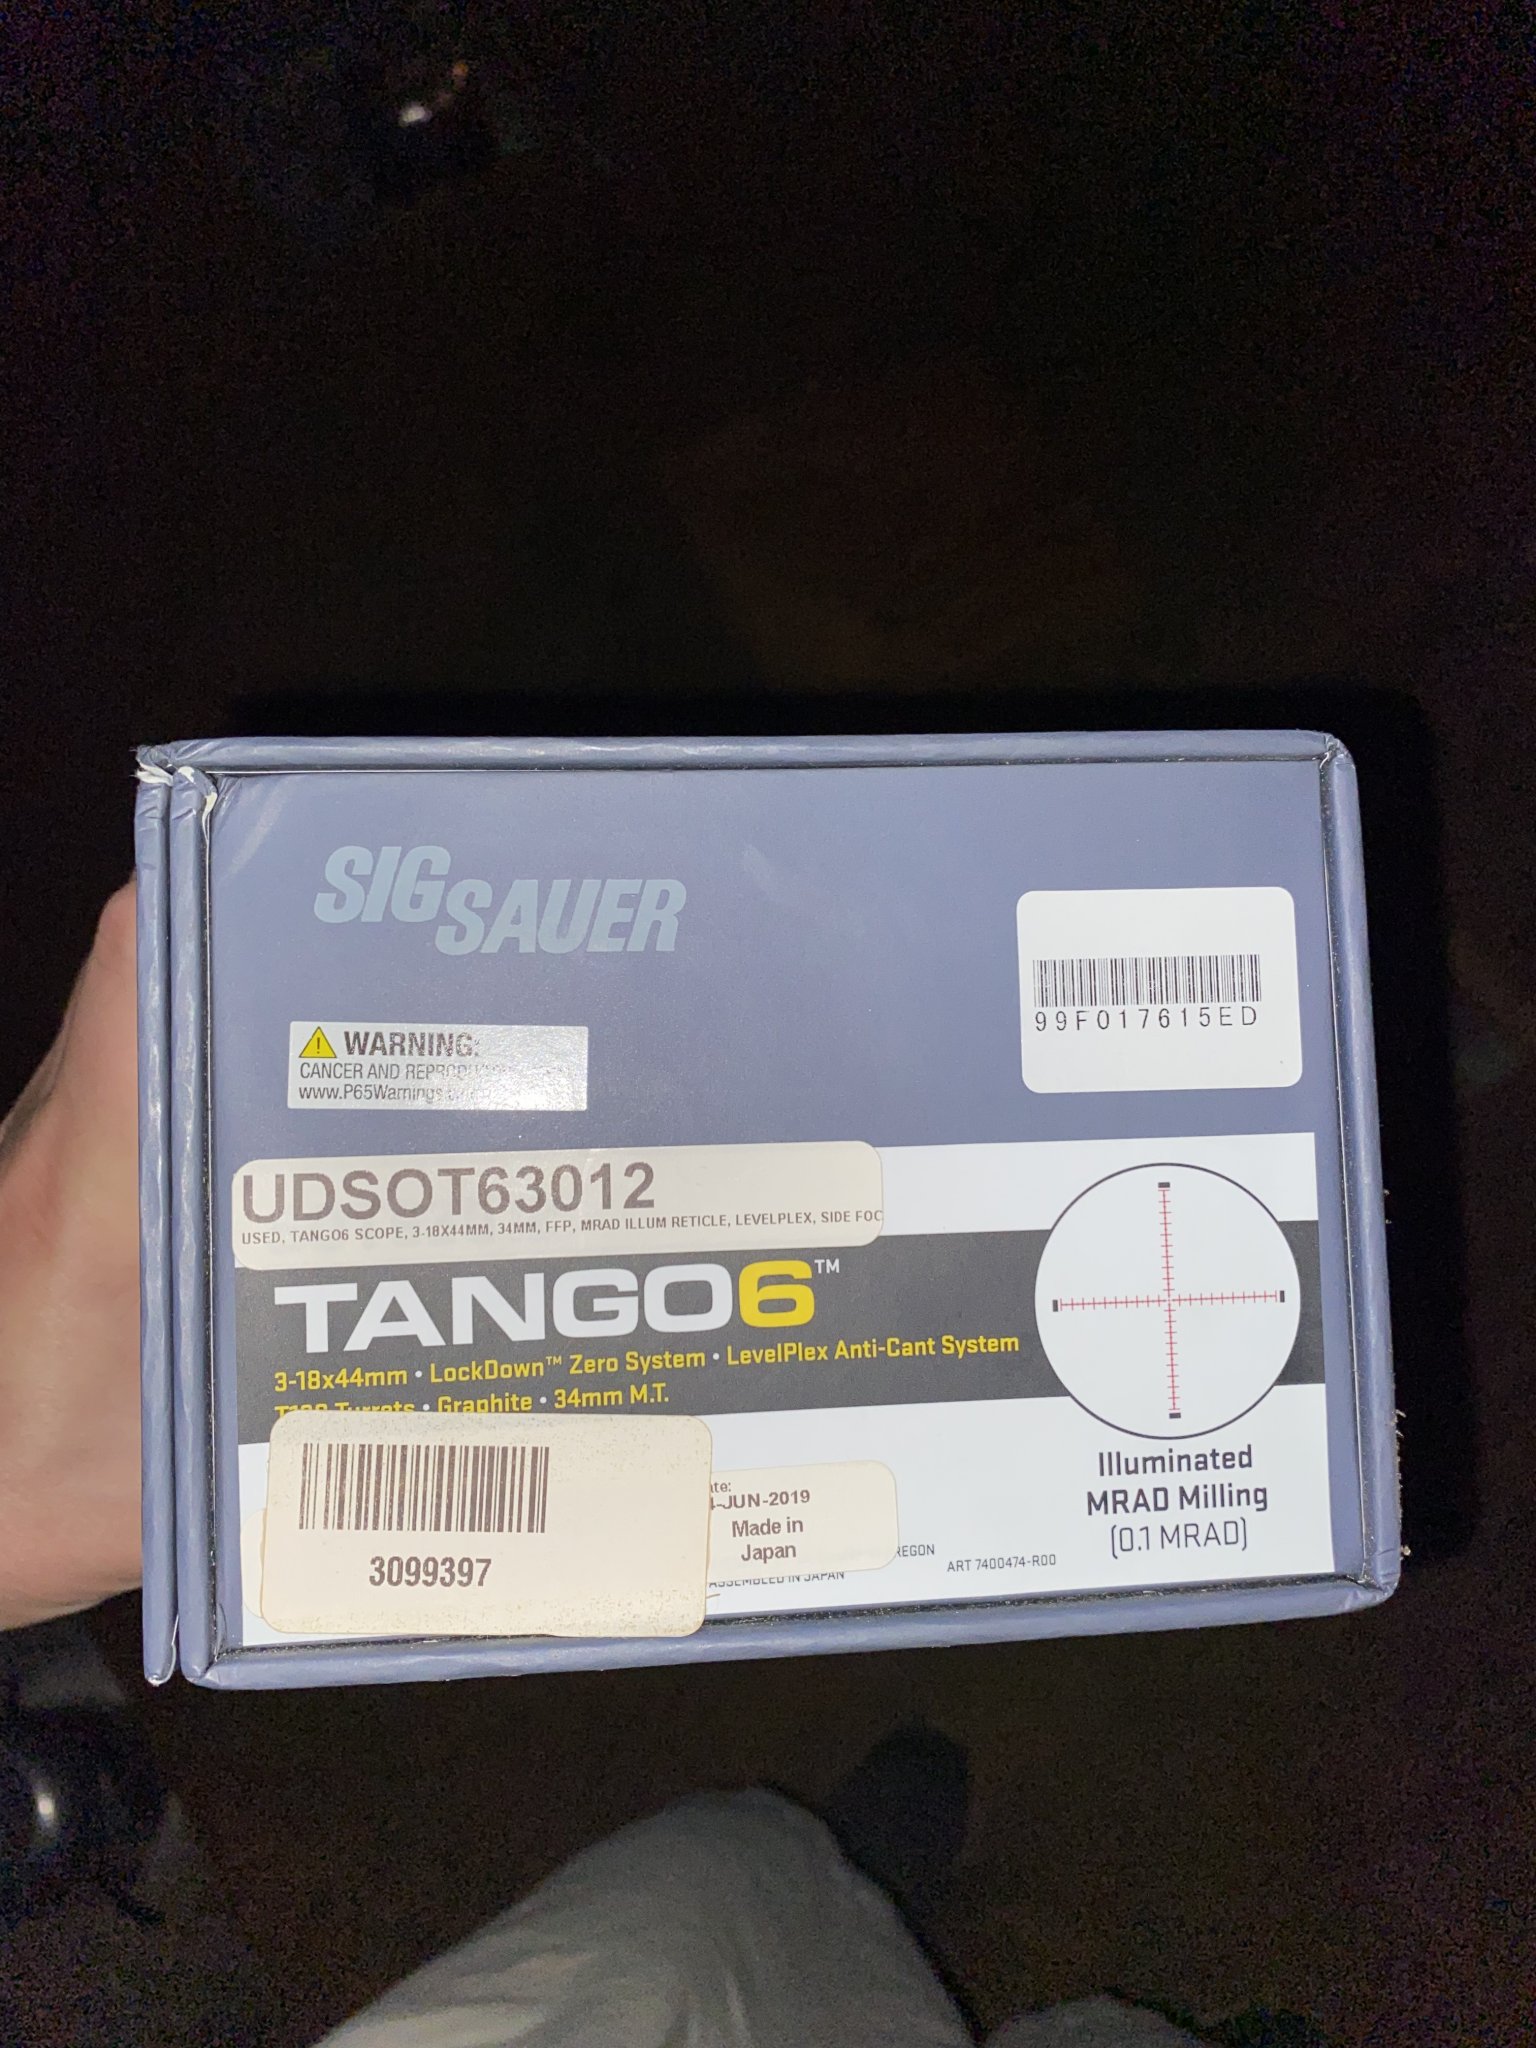 SIG SAUER
99F017615ED
WARNING:
CANCER AND
www.P65Warnings
UDSOT63012
USED, TANGO6 SCOPE, 3-18X44MM, 34MM, FFP, MRAD ILLUM RETICLE, LEVELPLEX, SIDE FOC
TANGO6™
3-18x44mm • LockDown™ Zero System • LevelPlex Anti-Cant System
Turrets • Graphite • 34mm M.T.
Illuminated
MRAD Milling
(0.1 MRAD)
3099397
-JUN-2019
Made in
Japan
REGON
ART 7400474-R00
ASSEMBLED IN JAPAN